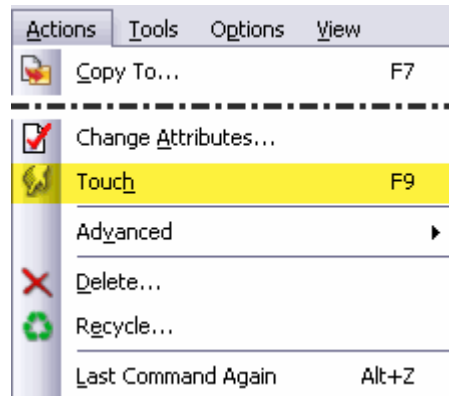 Actions Tools Options View
Copy To... F7
Change Attributes...
Touch F9
Advanced
Delete...
Recycle...
Last Command Again Alt+Z